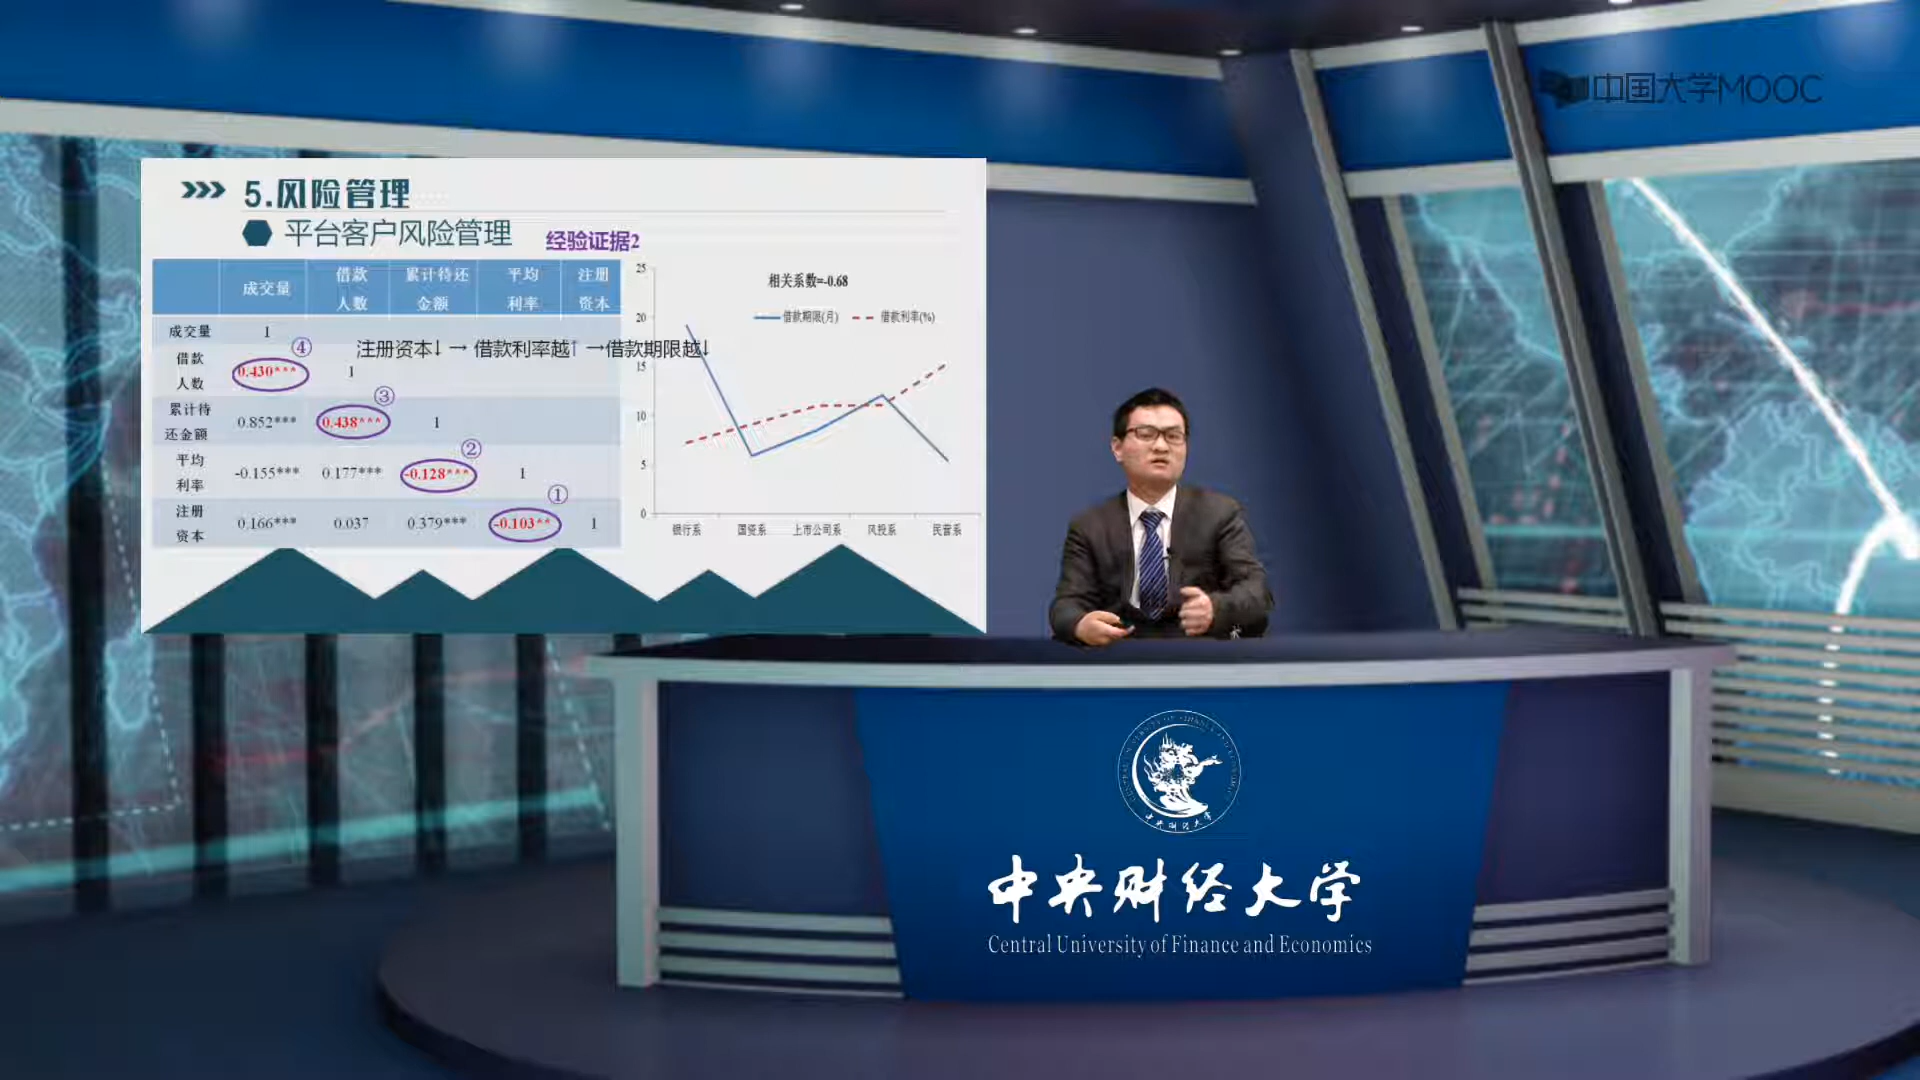 中国大学MOOC
5.风险管理
平台客户风险管理
经验证据2
成交量 借款人数 累计待还金额 平均利率 注册资本
成交量 1
借款人数 0.430*** 1
累计待还金额 0.852*** 0.438*** 1
平均利率 -0.155*** 0.177*** -0.128*** 1
注册资本 0.166*** 0.037 0.379*** -0.103** 1
④
③
②
①
注册资本↓ → 借款利率越↑ →借款期限越↓
相关系数=-0.68
借款期限(月) 借款利率(%)
25
20
15
10
5
0
银行系 国资系 上市公司系 风投系 民营系
中央财经大学
中央财经大学
Central University of Finance and Economics